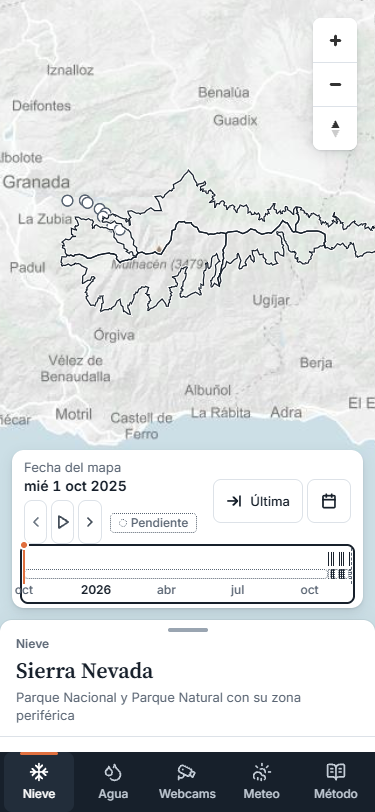 Iznalloz
Benalúa
Deifontes
Guadix
lbolote
Granada
La Zubia
Padul
Mulhacén (3479)
Ugíjar
Órgiva
Vélez de
Benaudalla
Berja
Albuñol
Motril
Castell de
Ferro
La Rábita
Adra
El E
ñécar
Fecha del mapa
mié 1 oct 2025
Pendiente
Última
oct
2026
abr
jul
oct
Nieve
Sierra Nevada
Parque Nacional y Parque Natural con su zona
periférica
Nieve
Agua
Webcams
Meteo
Método